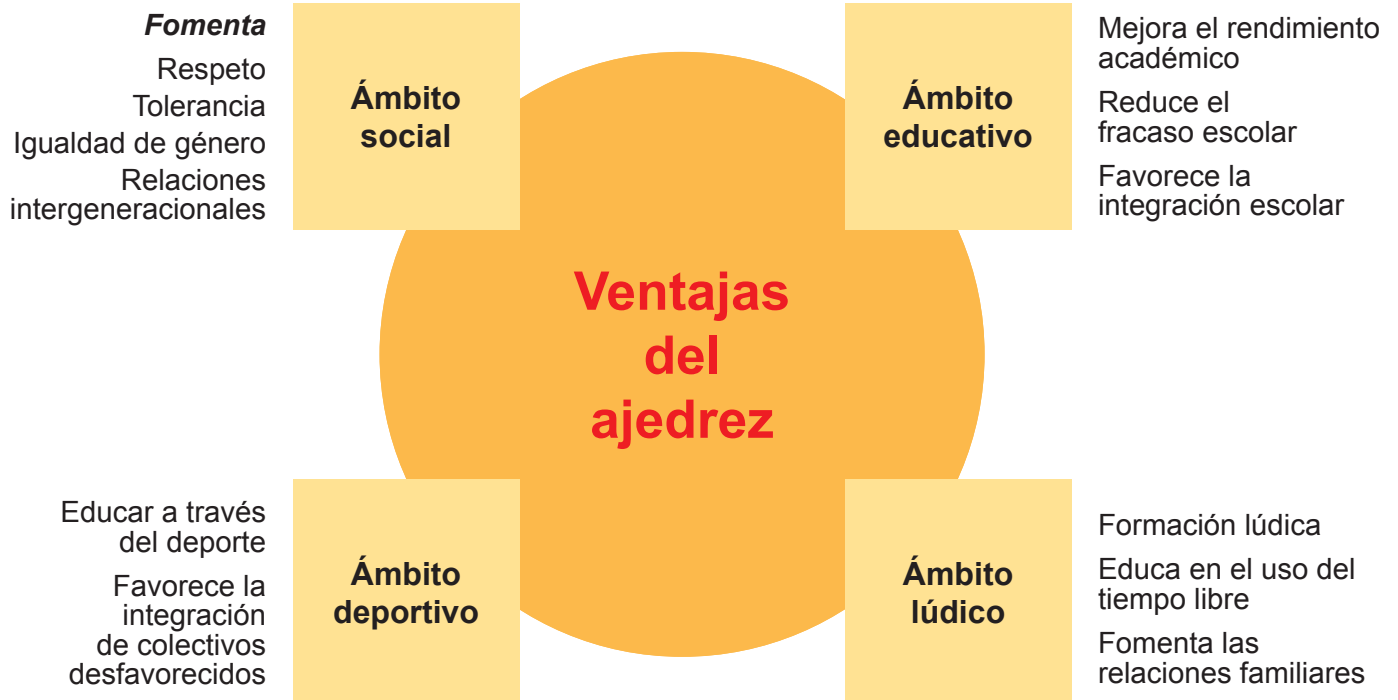 Fomenta
Respeto
Tolerancia
Igualdad de género
Relaciones
intergeneracionales
Ámbito
social
Ámbito
educativo
Mejora el rendimiento
académico
Reduce el
fracaso escolar
Favorece la
integración escolar
Ventajas
del
ajedrez
Educar a través
del deporte
Favorece la
integración
de colectivos
desfavorecidos
Ámbito
deportivo
Ámbito
lúdico
Formación lúdica
Educa en el uso del
tiempo libre
Fomenta las
relaciones familiares